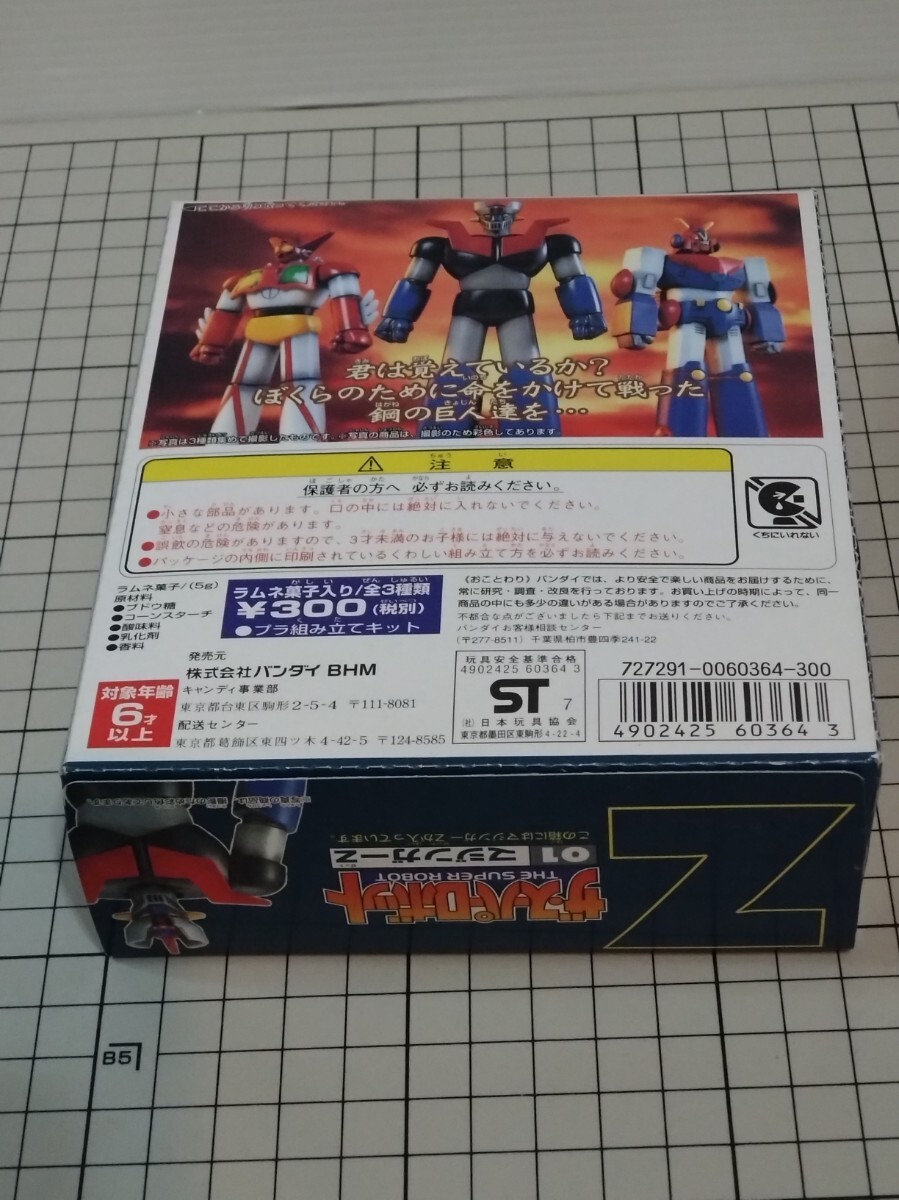 君は覚えているか?
ぼくらのために命をかけて戦った
鋼の巨人達を…
※写真は3種類集めて撮影したものです。※写真の商品は、撮影のため彩色してあります。
注意
保護者の方へ 必ずお読みください。
●小さな部品があります。口の中には絶対に入れないでください。
窒息などの危険があります。
●誤飲の危険がありますので、3才未満のお子様には絶対に与えないでください。
●パッケージの内側に印刷されているくわしい組み立て方を必ずお読みください。
くちにいれない
ラムネ菓子/(5g)
原材料
●ブドウ糖
●コーンスターチ
●酸味料
●乳化剤
●香料
ラムネ菓子入り/全3種類
¥300(税別)
●プラ組み立てキット
(おことわり) バンダイでは、より安全で楽しい商品をお届けするために、
常に研究・調査・改良を行っております。お買い上げの時期によって、同一
商品の中にも多少の違いがある場合がありますのでご了承ください。
不都合な点がございましたら下記までお送りください。
バンダイお客様相談センター
(〒277-8511) 千葉県柏市豊四季241-22
発売元
株式会社バンダイ BHM
キャンディ事業部
東京都台東区駒形2-5-4 〒111-8081
配送センター
東京都葛飾区東四ツ木4-42-5 〒124-8585
対象年齢
6才
以上
玩具安全基準合格
4902425 60364 3
ST 7
(社)日本玩具協会
東京都墨田区東駒形4-22-4
727291-0060364-300
4902425 603643
この箱にはマジンガーZが入っています。
01 マジンガーZ
THE SUPER ROBOT
ザ・スーパーロボット
Z
B5